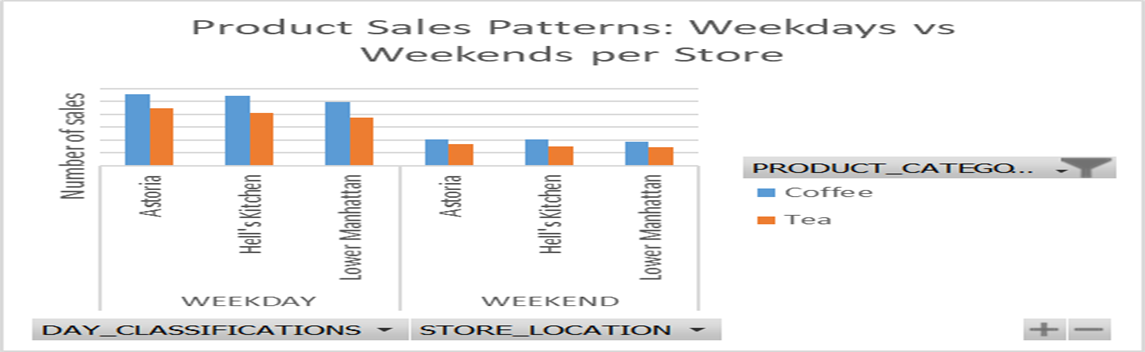 Product Sales Patterns: Weekdays vs
Weekends per Store
Number of sales
Astoria
Hell's Kitchen
Lower Manhattan
Astoria
Hell's Kitchen
Lower Manhattan
WEEKDAY
WEEKEND
PRODUCT_CATEGO...
Coffee
Tea
DAY_CLASSIFICATIONS
STORE_LOCATION